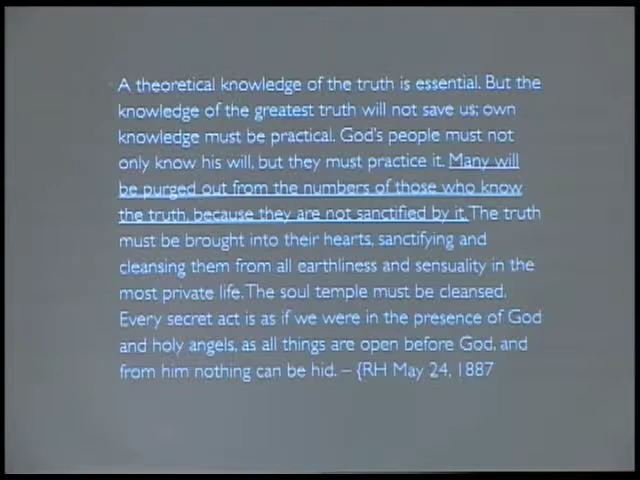 A theoretical knowledge of the truth is essential. But the
knowledge of the greatest truth will not save us; own
knowledge must be practical. God's people must not
only know his will, but they must practice it. Many will
be purged out from the numbers of those who know
the truth, because they are not sanctified by it. The truth
must be brought into their hearts, sanctifying and
cleansing them from all earthliness and sensuality in the
most private life. The soul temple must be cleansed.
Every secret act is as if we were in the presence of God
and holy angels, as all things are open before God, and
from him nothing can be hid. – {RH May 24, 1887